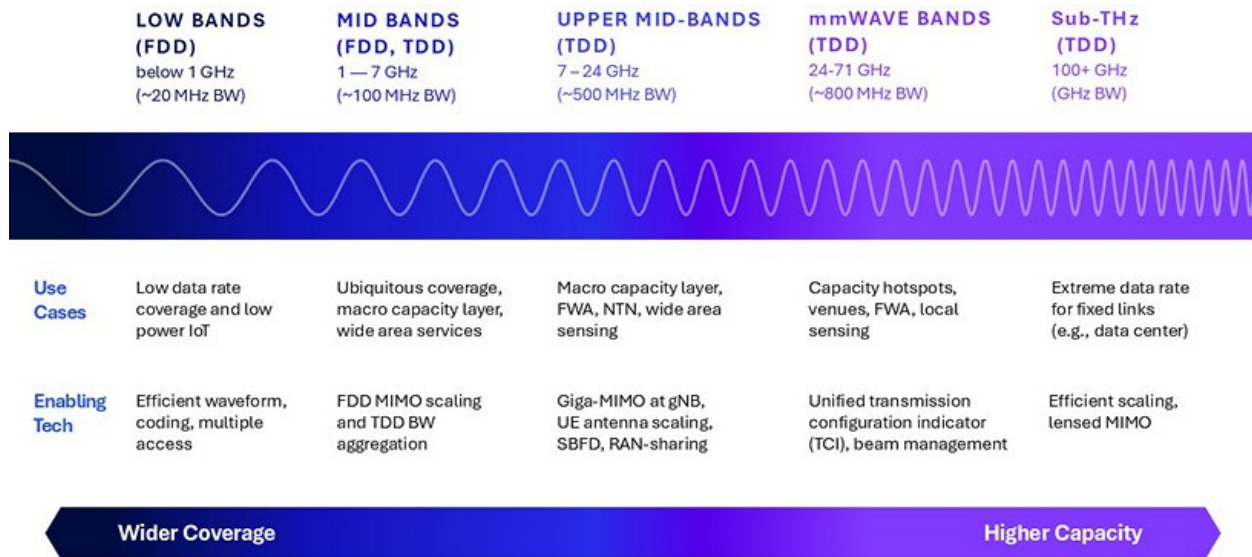 LOW BANDS
(FDD)
below 1 GHz
(~20 MHz BW)
MID BANDS
(FDD, TDD)
1 — 7 GHz
(~100 MHz BW)
UPPER MID-BANDS
(TDD)
7 – 24 GHz
(~500 MHz BW)
mmWAVE BANDS
(TDD)
24-71 GHz
(~800 MHz BW)
Sub-THz
(TDD)
100+ GHz
(GHz BW)
Use
Cases
Low data rate
coverage and low
power IoT
Ubiquitous coverage,
macro capacity layer,
wide area services
Macro capacity layer,
FWA, NTN, wide area
sensing
Capacity hotspots,
venues, FWA, local
sensing
Extreme data rate
for fixed links
(e.g., data center)
Enabling
Tech
Efficient waveform,
coding, multiple
access
FDD MIMO scaling
and TDD BW
aggregation
Giga-MIMO at gNB,
UE antenna scaling,
SBFD, RAN-sharing
Unified transmission
configuration indicator
(TCI), beam management
Efficient scaling,
lensed MIMO
Wider Coverage
Higher Capacity